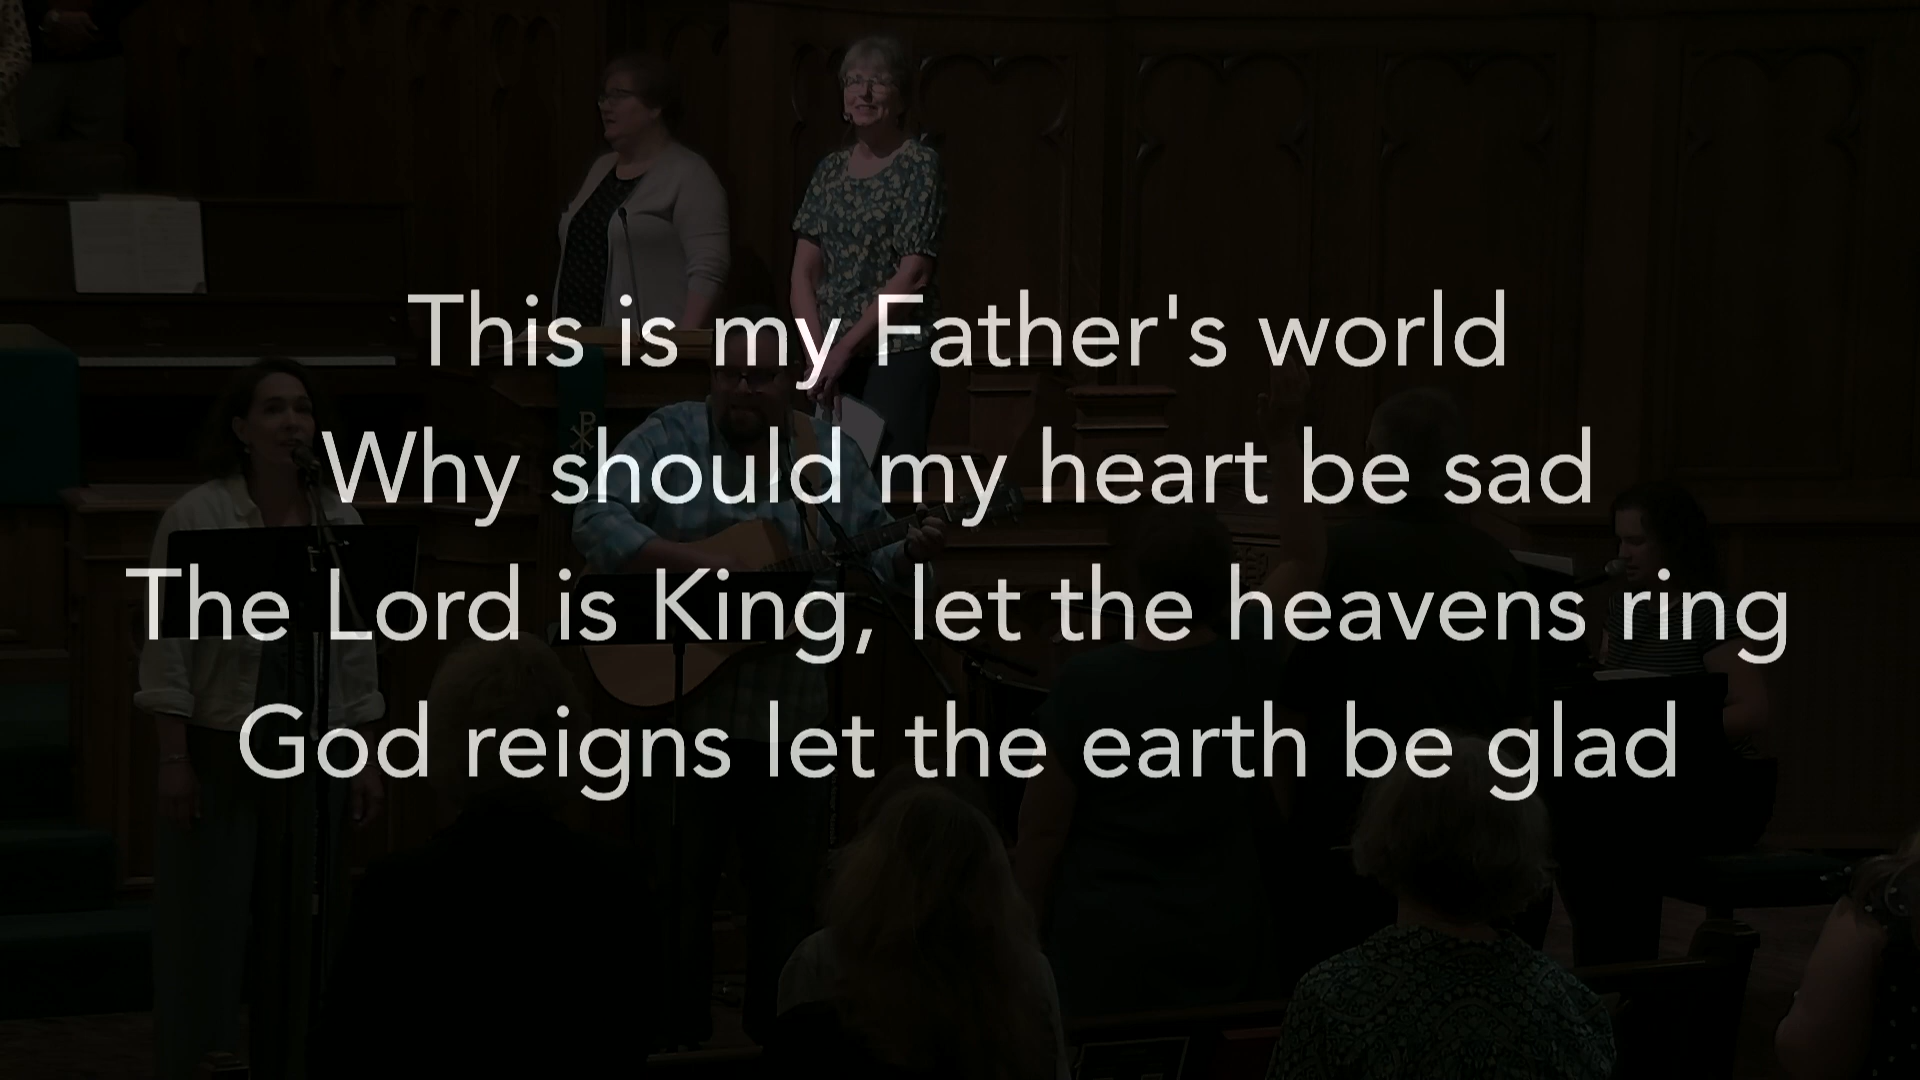 This is my Father's world
Why should my heart be sad
The Lord is King, let the heavens ring
God reigns let the earth be glad